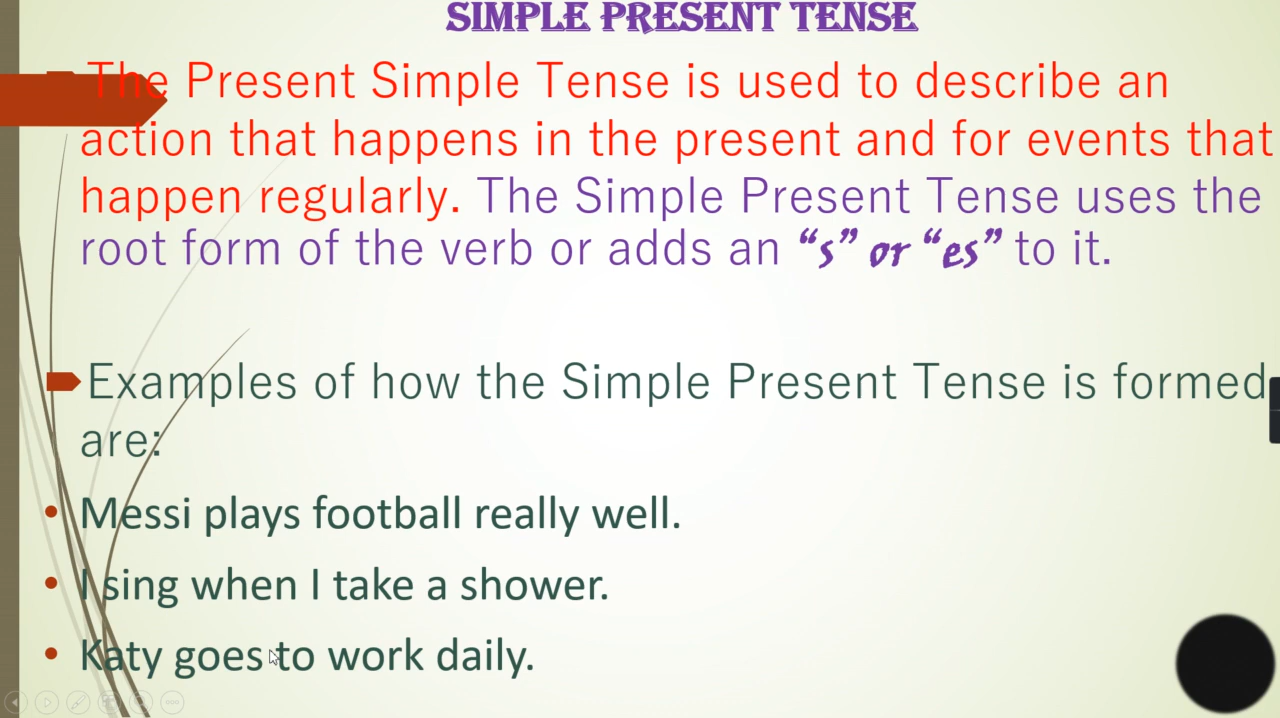 SIMPLE PRESENT TENSE
The Present Simple Tense is used to describe an
action that happens in the present and for events that
happen regularly. The Simple Present Tense uses the
root form of the verb or adds an “s” or “es” to it.
Examples of how the Simple Present Tense is formed
are:
• Messi plays football really well.
• I sing when I take a shower.
• Katy goes to work daily.